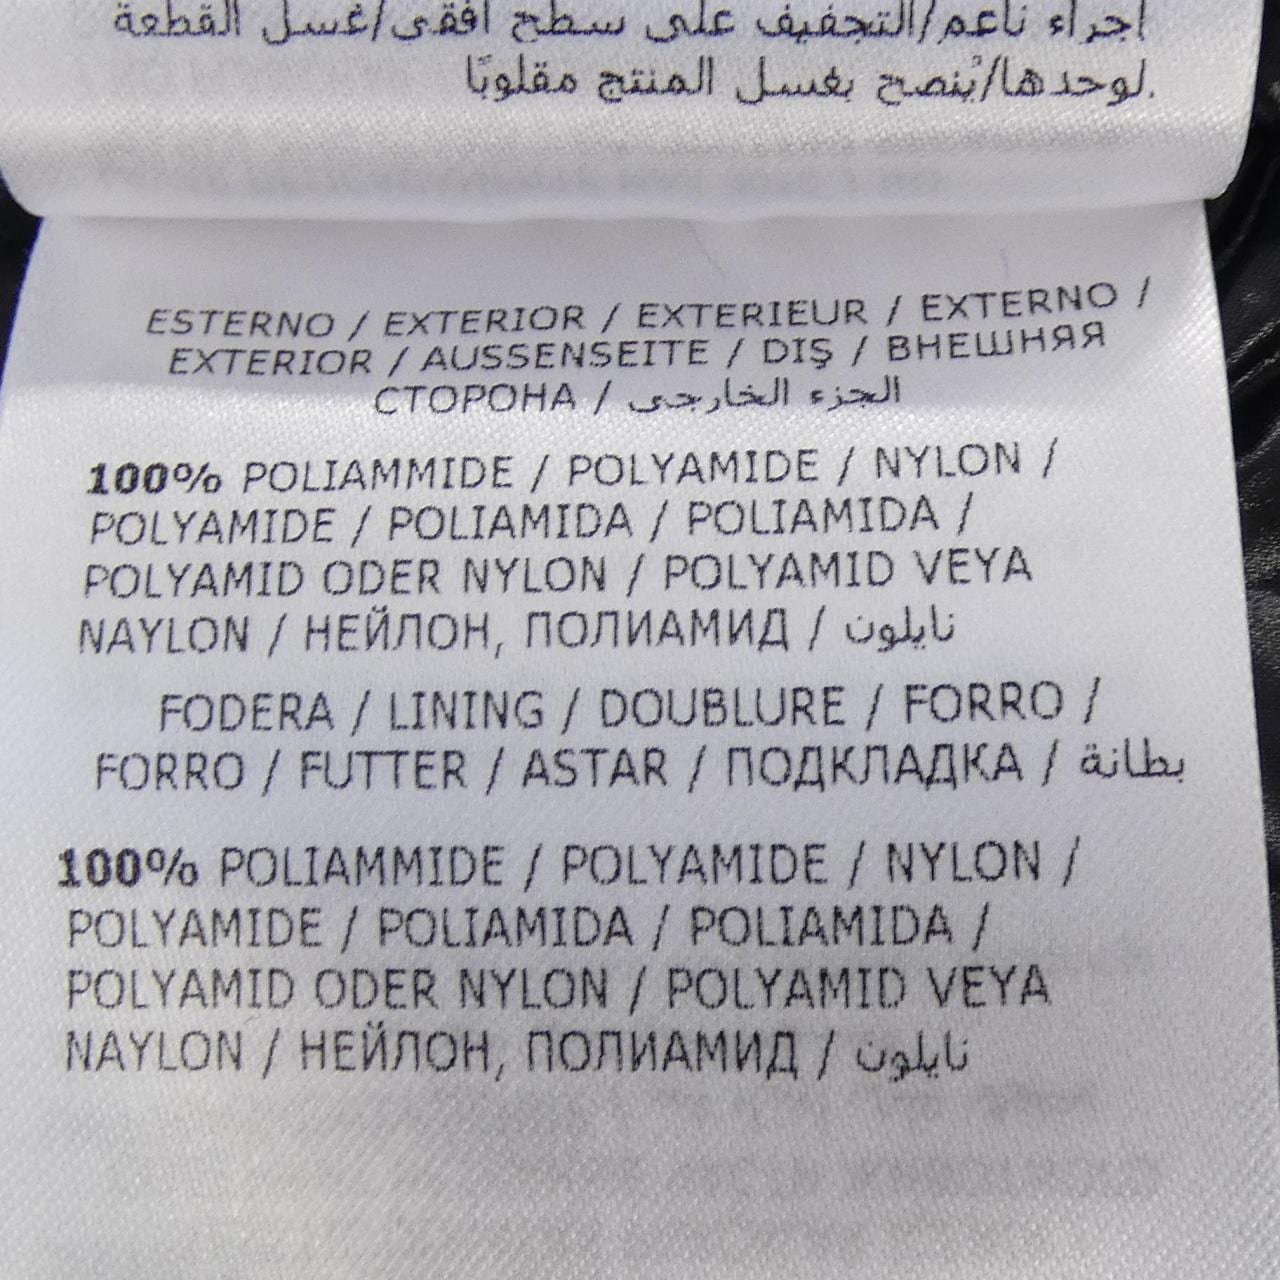 إجراء ناعم/التجفيف على سطح أفقى/غسل القطعة
لوحدها/يُنصح بغسل المنتج مقلوبًا.
ESTERNO / EXTERIOR / EXTERIEUR / EXTERNO /
EXTERIOR / AUSSENSEITE / DIŞ / ВНЕШНЯЯ
СТОРОНА / الجزء الخارجى
100% POLIAMMIDE / POLYAMIDE / NYLON /
POLYAMIDE / POLIAMIDA / POLIAMIDA /
POLYAMID ODER NYLON / POLYAMID VEYA
NAYLON / НЕЙЛОН, ПОЛИАМИД / نايلون
FODERA / LINING / DOUBLURE / FORRO /
FORRO / FUTTER / ASTAR / ПОДКЛАДКА / بطانة
100% POLIAMMIDE / POLYAMIDE / NYLON /
POLYAMIDE / POLIAMIDA / POLIAMIDA /
POLYAMID ODER NYLON / POLYAMID VEYA
NAYLON / НЕЙЛОН, ПОЛИАМИД / نايلون